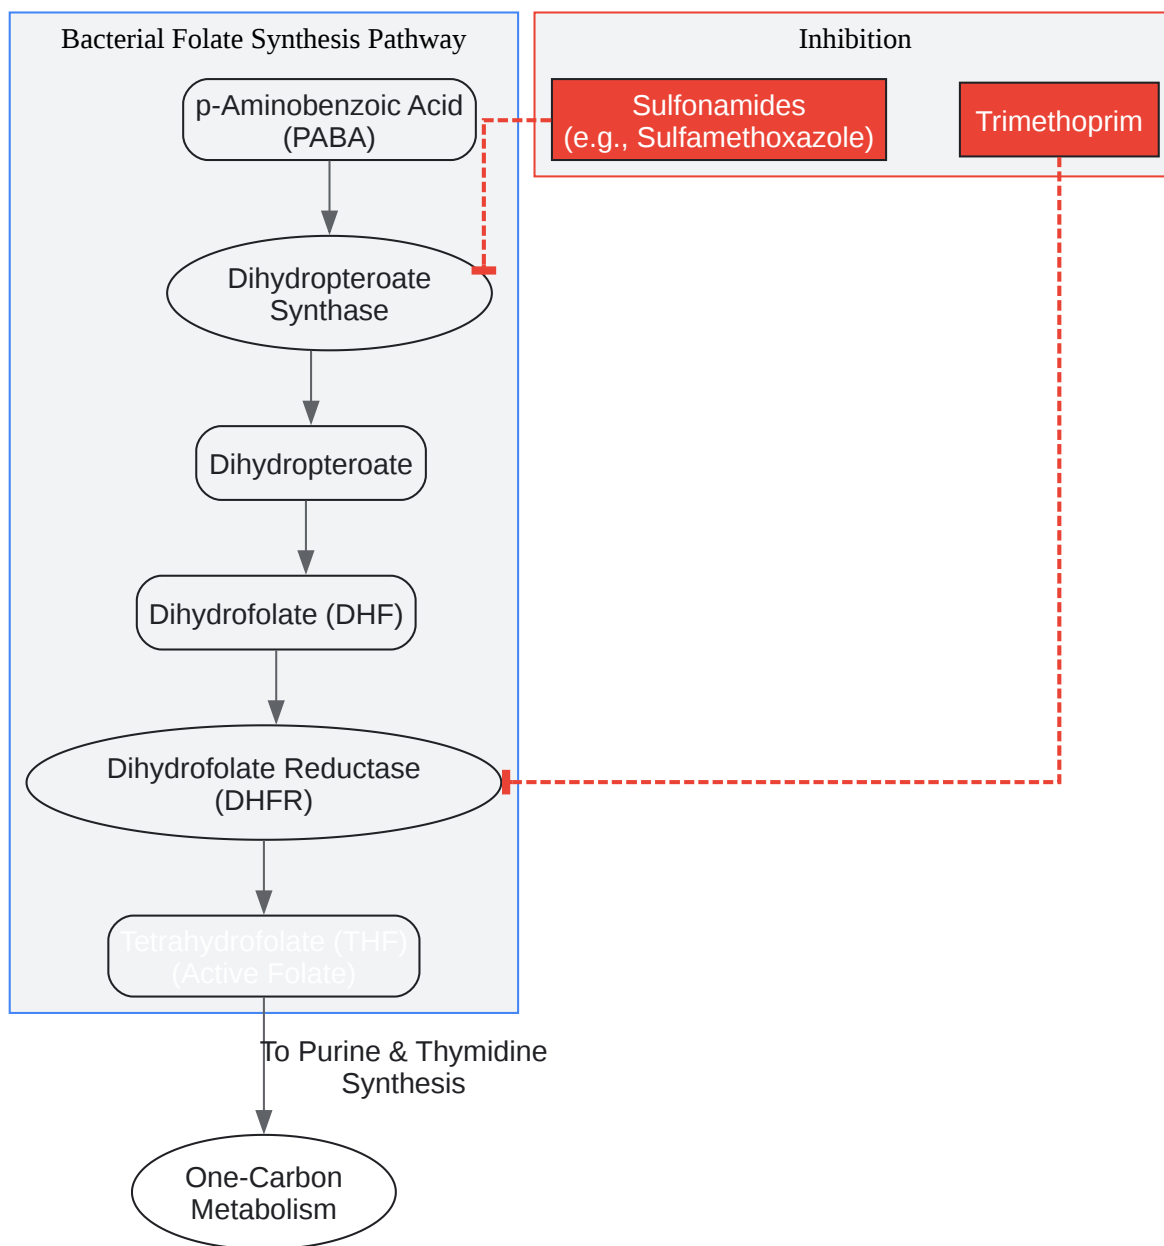 Bacterial Folate Synthesis Pathway
Inhibition
p-Aminobenzoic Acid
(PABA)
Sulfonamides
(e.g., Sulfamethoxazole)
Trimethoprim
Dihydropteroate
Synthase
Dihydropteroate
Dihydrofolate (DHF)
Dihydrofolate Reductase
(DHFR)
Tetrahydrofolate (THF)
(Active Folate)
To Purine & Thymidine
Synthesis
One-Carbon
Metabolism